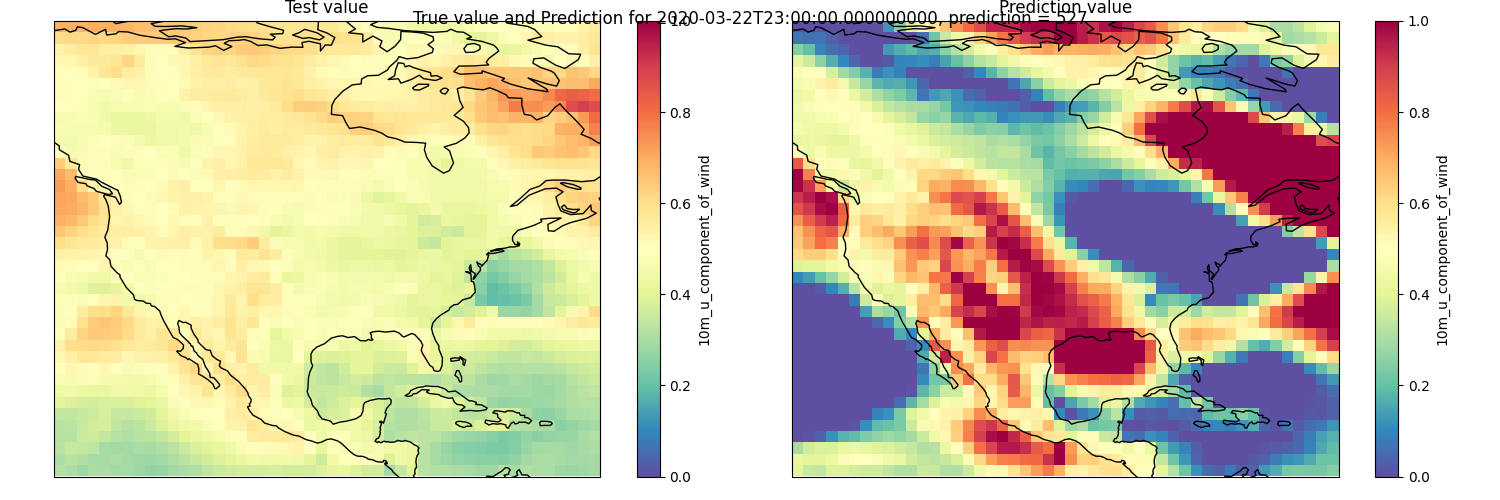 Test value
Prediction value
True value and Prediction for 2020-03-22T23:00:00.000000000, prediction = 527
1.0
0.8
0.6
0.4
0.2
0.0
10m_u_component_of_wind
1.0
0.8
0.6
0.4
0.2
0.0
10m_u_component_of_wind